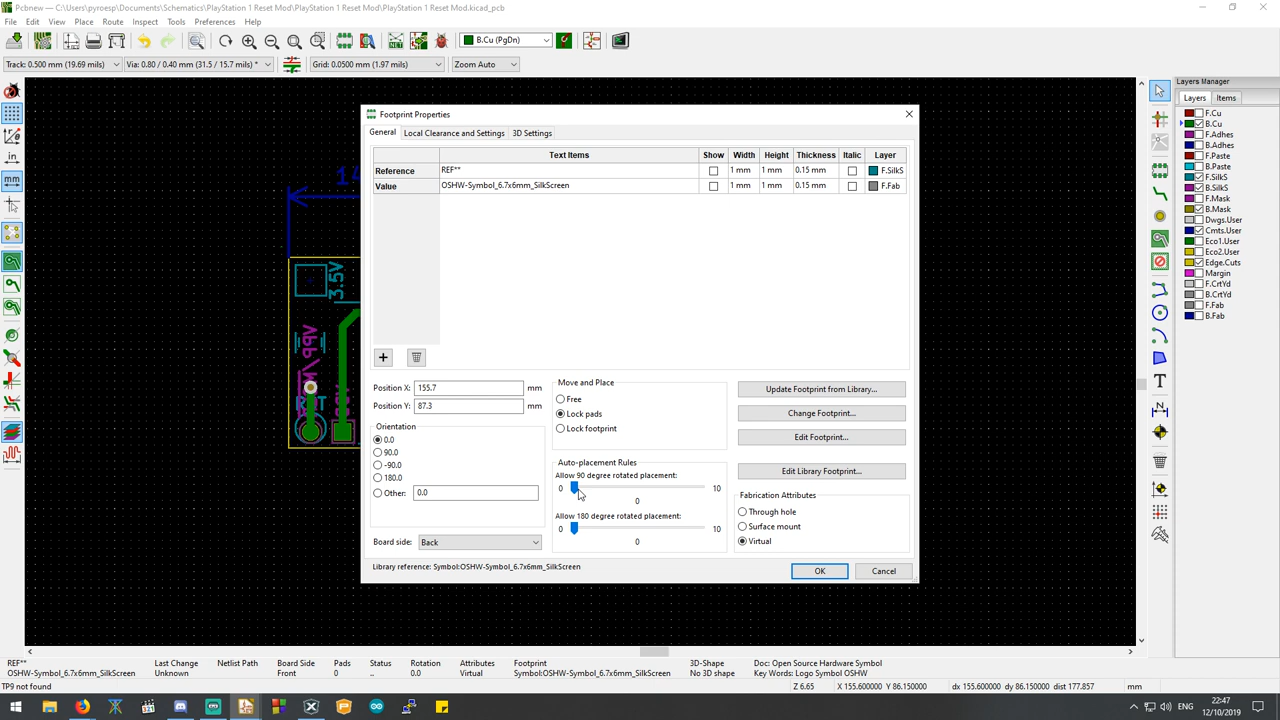 Pcbnew — C:\Users\pyroesp\Documents\Schematics\PlayStation 1 Reset Mod\PlayStation 1 Reset Mod\PlayStation 1 Reset Mod.kicad_pcb
File Edit View Place Route Inspect Tools Preferences Help
B.Cu (PgDn)
Track: 0.500 mm (19.69 mils) Via: 0.80 / 0.40 mm (31.5 / 15.7 mils) * Grid: 0.0500 mm (1.97 mils) Zoom Auto
Layers Manager
Layers Items
F.Cu
B.Cu
F.Adhes
B.Adhes
F.Paste
B.Paste
F.SilkS
B.SilkS
F.Mask
B.Mask
Dwgs.User
Cmts.User
Eco1.User
Eco2.User
Edge.Cuts
Margin
F.CrtYd
B.CrtYd
F.Fab
B.Fab
in
mm
3.5V
RST
Footprint Properties
General Local Clearance and Settings 3D Settings
Text Items Show Width Height Thickness Italic Layer
Reference REF** 1 mm 1 mm 0.15 mm F.SilkS
Value OSHW-Symbol_6.7x6mm_SilkScreen 1 mm 1 mm 0.15 mm F.Fab
Position X: 155.7 mm
Position Y: 87.3 mm
Orientation
0.0
90.0
-90.0
180.0
Other: 0.0
Board side: Back
Move and Place
Free
Lock pads
Lock footprint
Auto-placement Rules
Allow 90 degree rotated placement:
0 10
0
Allow 180 degree rotated placement:
0 10
0
Update Footprint from Library...
Change Footprint...
Edit Footprint...
Edit Library Footprint...
Fabrication Attributes
Through hole
Surface mount
Virtual
Library reference: Symbol:OSHW-Symbol_6.7x6mm_SilkScreen
OK Cancel
REF** Last Change Netlist Path Board Side Pads Status Rotation Attributes Footprint 3D-Shape Doc: Open Source Hardware Symbol
OSHW-Symbol_6.7x6mm_SilkScreen Unknown Front 0 .. 0.0 Virtual Symbol:OSHW-Symbol_6.7x6mm_SilkScreen No 3D shape Key Words: Logo Symbol OSHW
TP9 not found Z 6.65 X 155.600000 Y 86.150000 dx 155.600000 dy 86.150000 dist 177.857 mm
ENG 22:47
12/10/2019